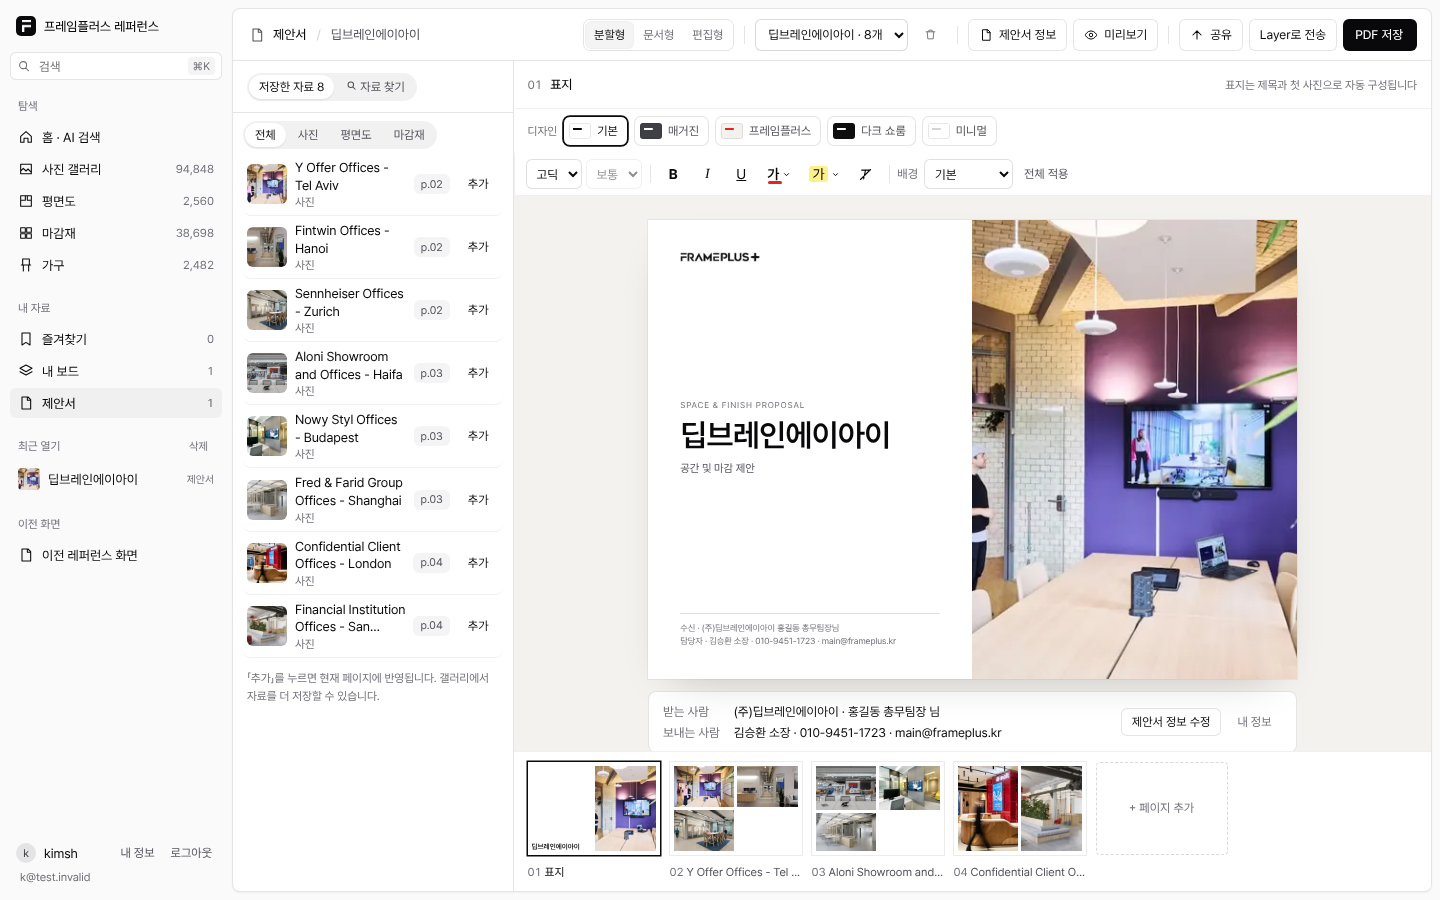 프레임플러스 레퍼런스
검색
⌘K
탐색
홈 · AI 검색
사진 갤러리 94,848
평면도 2,560
마감재 38,698
가구 2,482
내 자료
즐겨찾기 0
내 보드 1
제안서 1
최근 열기 삭제
딥브레인에이아이 제안서
이전 화면
이전 레퍼런스 화면
k kimsh 내 정보 로그아웃
k@test.invalid
제안서 / 딥브레인에이아이
분할형 문서형 편집형
딥브레인에이아이 · 8개
제안서 정보
미리보기
공유
Layer로 전송
PDF 저장
저장한 자료 8
자료 찾기
전체 사진 평면도 마감재
Y Offer Offices -
Tel Aviv
사진
p.02 추가
Fintwin Offices -
Hanoi
사진
p.02 추가
Sennheiser Offices
- Zurich
사진
p.02 추가
Aloni Showroom
and Offices - Haifa
사진
p.03 추가
Nowy Styl Offices
- Budapest
사진
p.03 추가
Fred & Farid Group
Offices - Shanghai
사진
p.03 추가
Confidential Client
Offices - London
사진
p.04 추가
Financial Institution
Offices - San...
사진
p.04 추가
「추가」를 누르면 현재 페이지에 반영됩니다. 갤러리에서
자료를 더 저장할 수 있습니다.
01 표지
표지는 제목과 첫 사진으로 자동 구성됩니다
디자인 기본 매거진 프레임플러스 다크 쇼룸 미니멀
고딕 보통 B I U 가 가 배경 기본 전체 적용
FRAMEPLUS+
SPACE & FINISH PROPOSAL
딥브레인에이아이
공간 및 마감 제안
수신 · (주)딥브레인에이아이 홍길동 총무팀장님
담당자 · 김승환 소장 · 010-9451-1723 · main@frameplus.kr
받는 사람 (주)딥브레인에이아이 · 홍길동 총무팀장 님
보내는 사람 김승환 소장 · 010-9451-1723 · main@frameplus.kr
제안서 정보 수정
내 정보
딥브레인에이아이
+ 페이지 추가
01 표지
02 Y Offer Offices - Tel ...
03 Aloni Showroom and...
04 Confidential Client O...